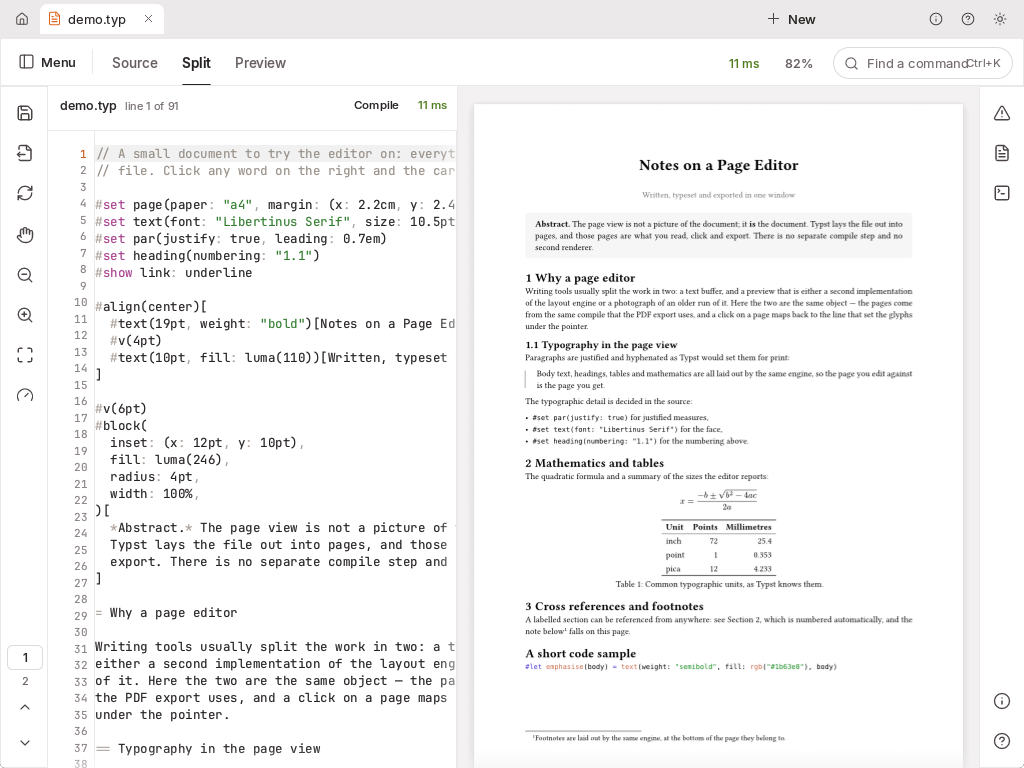 demo.typ
New
Menu
Source
Split
Preview
11 ms
82%
Find a command
Ctrl+K
demo.typ line 1 of 91
Compile
11 ms
1 // A small document to try the editor on: everyt
2 // file. Click any word on the right and the car
3
4 #set page(paper: "a4", margin: (x: 2.2cm, y: 2.4
5 #set text(font: "Libertinus Serif", size: 10.5pt
6 #set par(justify: true, leading: 0.7em)
7 #set heading(numbering: "1.1")
8 #show link: underline
9
10 #align(center)[
11 #text(19pt, weight: "bold")[Notes on a Page Ed
12 #v(4pt)
13 #text(10pt, fill: luma(110))[Written, typeset
14 ]
15
16 #v(6pt)
17 #block(
18 inset: (x: 12pt, y: 10pt),
19 fill: luma(246),
20 radius: 4pt,
21 width: 100%,
22 )[
23 *Abstract.* The page view is not a picture of
24 Typst lays the file out into pages, and those
25 export. There is no separate compile step and
26 ]
27
28 = Why a page editor
29
30 Writing tools usually split the work in two: a t
31 either a second implementation of the layout eng
32 of it. Here the two are the same object — the pa
33 the PDF export uses, and a click on a page maps
34 under the pointer.
35
36 == Typography in the page view
37
38
1
2
Notes on a Page Editor
Written, typeset and exported in one window
Abstract. The page view is not a picture of the document; it is the document. Typst lays the file out into
pages, and those pages are what you read, click and export. There is no separate compile step and no
second renderer.
1 Why a page editor
Writing tools usually split the work in two: a text buffer, and a preview that is either a second implementation
of the layout engine or a photograph of an older run of it. Here the two are the same object — the pages come
from the same compile that the PDF export uses, and a click on a page maps back to the line that set the glyphs
under the pointer.
1.1 Typography in the page view
Paragraphs are justified and hyphenated as Typst would set them for print:
Body text, headings, tables and mathematics are all laid out by the same engine, so the page you edit against
is the page you get.
The typographic detail is decided in the source:
• #set par(justify: true) for justified measures,
• #set text(font: "Libertinus Serif") for the face,
• #set heading(numbering: "1.1") for the numbering above.
2 Mathematics and tables
The quadratic formula and a summary of the sizes the editor reports:
x = −b ± √b² − 4ac / 2a
Unit Points Millimetres
inch 72 25.4
point 1 0.353
pica 12 4.233
Table 1: Common typographic units, as Typst knows them.
3 Cross references and footnotes
A labelled section can be referenced from anywhere: see Section 2, which is numbered automatically, and the
note below¹ falls on this page.
A short code sample
#let emphasise(body) = text(weight: "semibold", fill: rgb("#1b63e8"), body)
¹Footnotes are laid out by the same engine, at the bottom of the page they belong to.